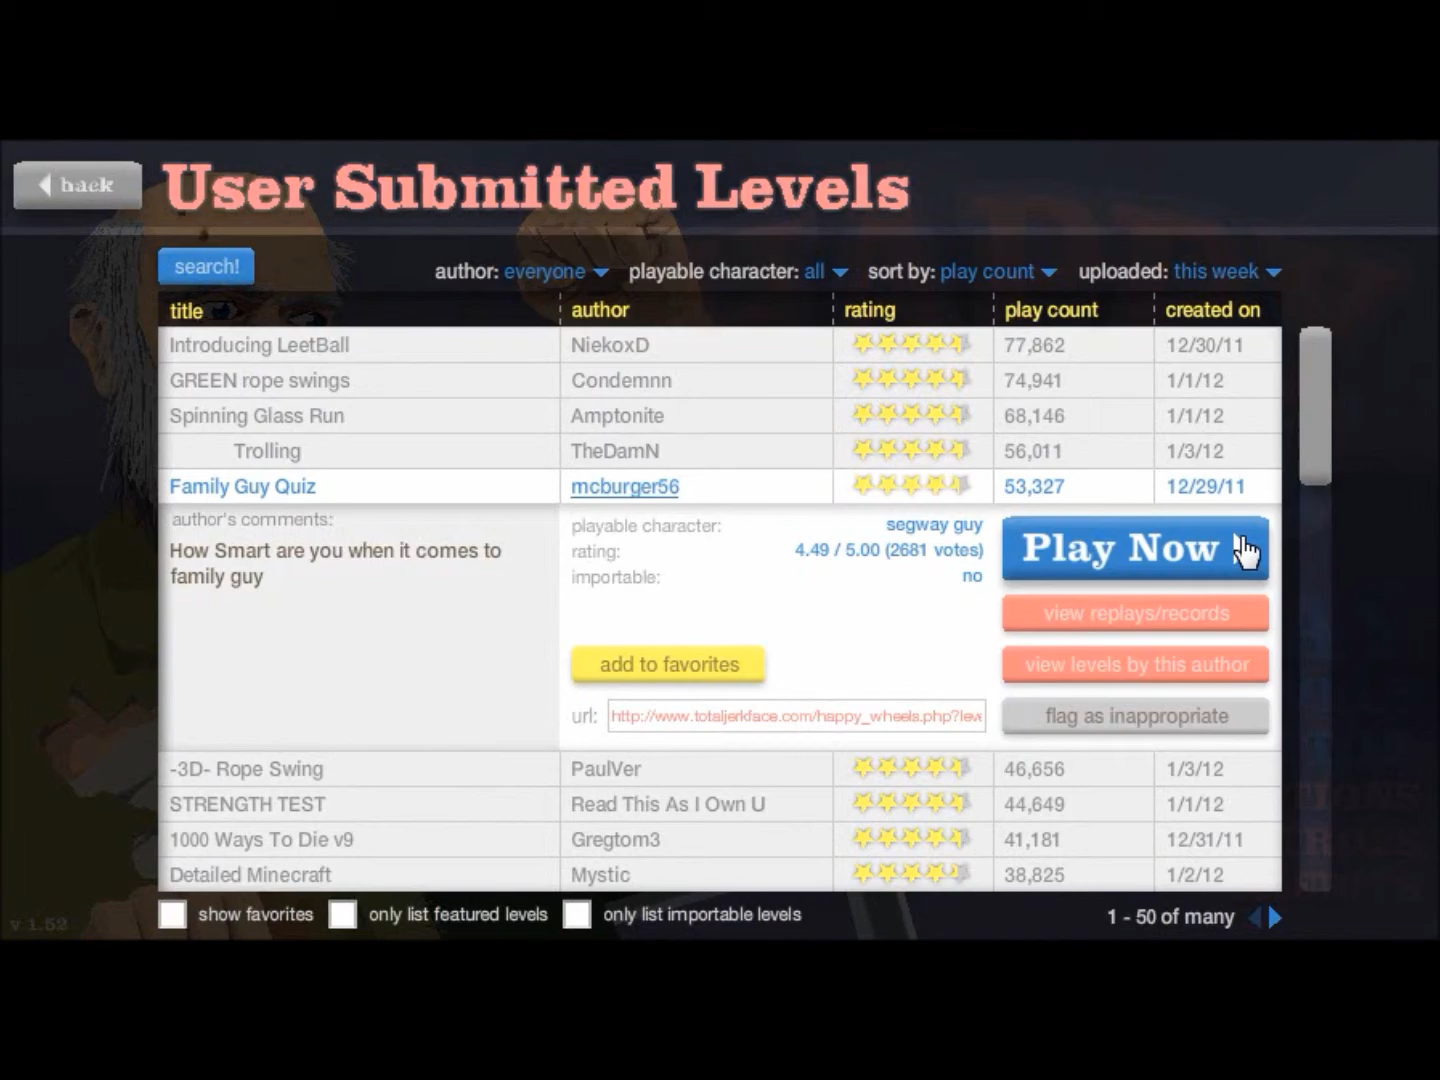 back
User Submitted Levels
search!
author: everyone playable character: all sort by: play count uploaded: this week
title author rating play count created on
Introducing LeetBall NiekoxD 77,862 12/30/11
GREEN rope swings Condemnn 74,941 1/1/12
Spinning Glass Run Amptonite 68,146 1/1/12
Trolling TheDamN 56,011 1/3/12
Family Guy Quiz mcburger56 53,327 12/29/11
author's comments:
How Smart are you when it comes to
family guy
playable character: segway guy
rating: 4.49 / 5.00 (2681 votes)
importable: no
Play Now
view replays/records
add to favorites
view levels by this author
url: http://www.totaljerkface.com/happy_wheels.php?lev
flag as inappropriate
-3D- Rope Swing PaulVer 46,656 1/3/12
STRENGTH TEST Read This As I Own U 44,649 1/1/12
1000 Ways To Die v9 Gregtom3 41,181 12/31/11
Detailed Minecraft Mystic 38,825 1/2/12
show favorites only list featured levels only list importable levels
1 - 50 of many
v 1.52